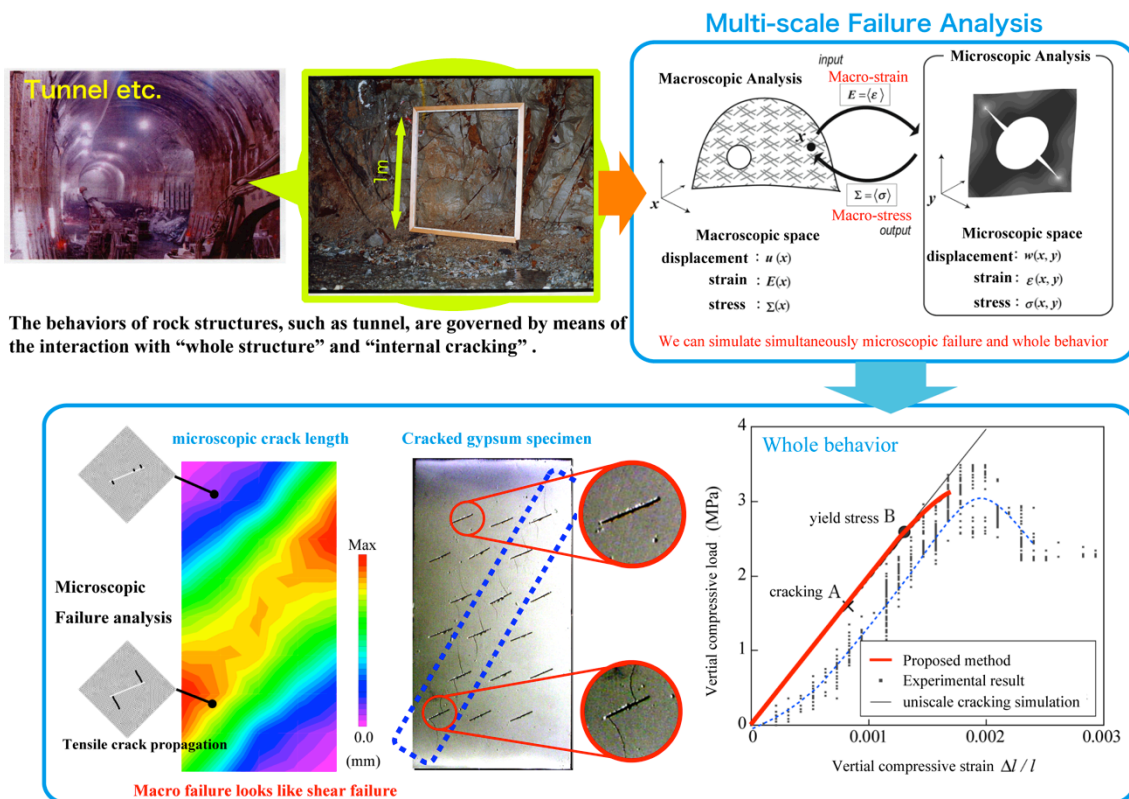 Multi-scale Failure Analysis
Tunnel etc.
1m
Macroscopic Analysis
input
Macro-strain
E =⟨ε⟩
x
Σ =⟨σ⟩
Macro-stress
output
x
Macroscopic space
displacement : u(x)
strain : E(x)
stress : Σ(x)
Microscopic Analysis
y
Microscopic space
displacement : w(x, y)
strain : ε(x, y)
stress : σ(x, y)
We can simulate simultaneously microscopic failure and whole behavior
The behaviors of rock structures, such as tunnel, are governed by means of
the interaction with “whole structure” and “internal cracking” .
microscopic crack length
Microscopic
Failure analysis
Tensile crack propagation
Max
0.0
(mm)
Macro failure looks like shear failure
Cracked gypsum specimen
Whole behavior
Vertial compressive load (MPa)
4
3
2
1
0
yield stress B
cracking A
Proposed method
Experimental result
uniscale cracking simulation
0
0.001
0.002
0.003
Vertial compressive strain Δl / l